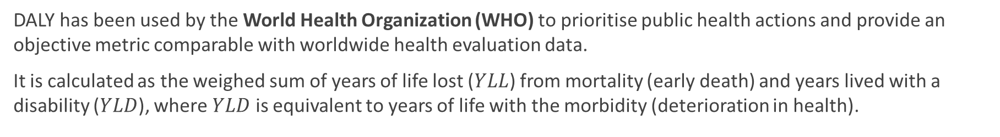 DALY has been used by the World Health Organization (WHO) to prioritise public health actions and provide an
objective metric comparable with worldwide health evaluation data.
It is calculated as the weighed sum of years of life lost (YLL) from mortality (early death) and years lived with a
disability (YLD), where YLD is equivalent to years of life with the morbidity (deterioration in health).